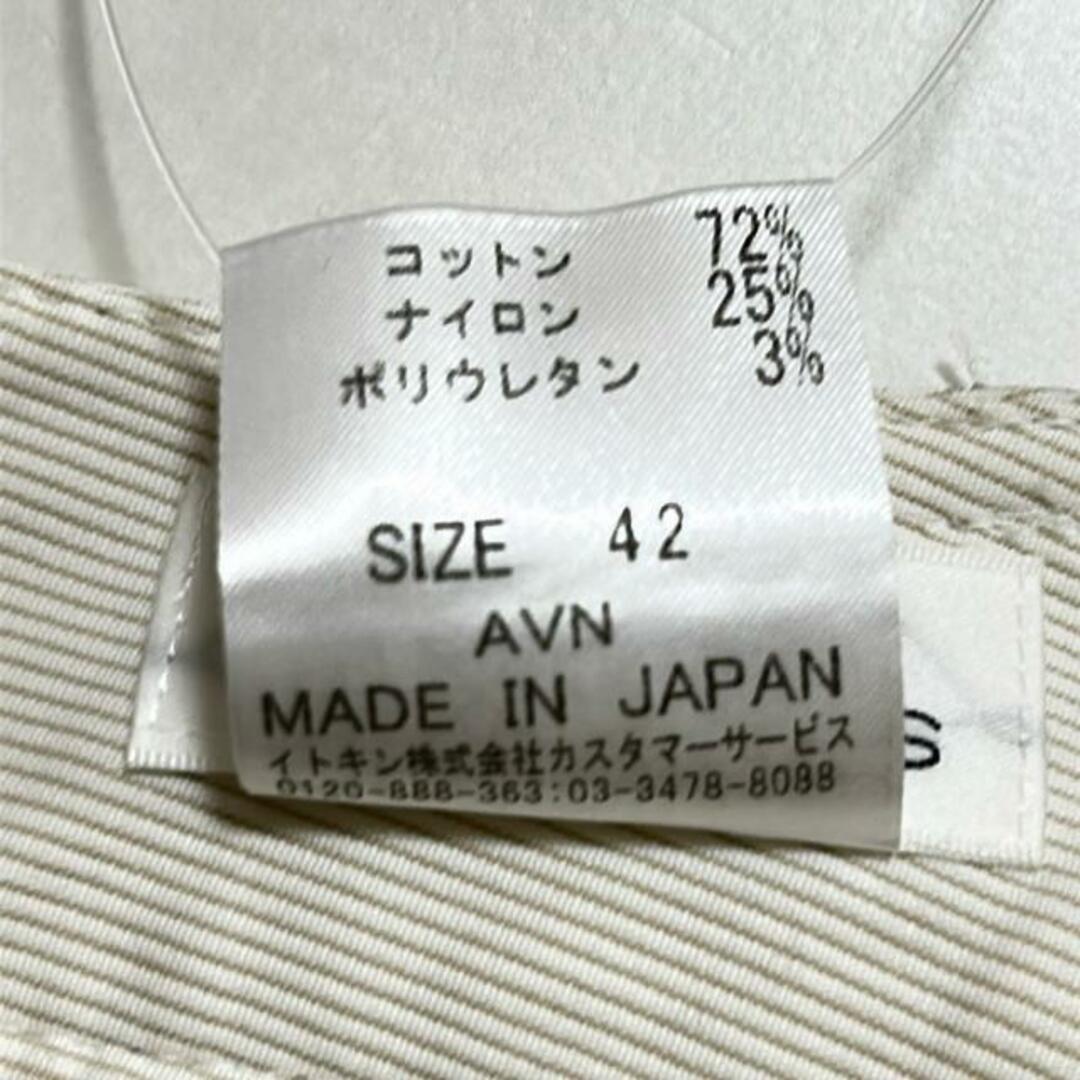 コットン 72%
ナイロン 25%
ポリウレタン 3%
SIZE 42
AVN
MADE IN JAPAN
イトキン株式会社カスタマーサービス
0120-888-363:03-3478-8088
S